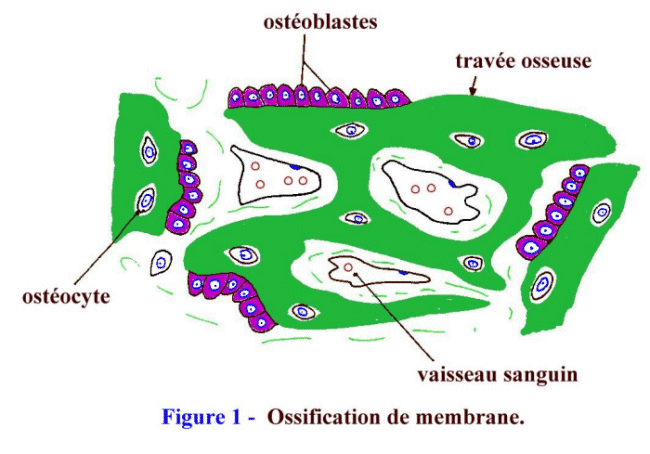 ostéoblastes
travée osseuse
ostéocyte
vaisseau sanguin
Figure 1 - Ossification de membrane.